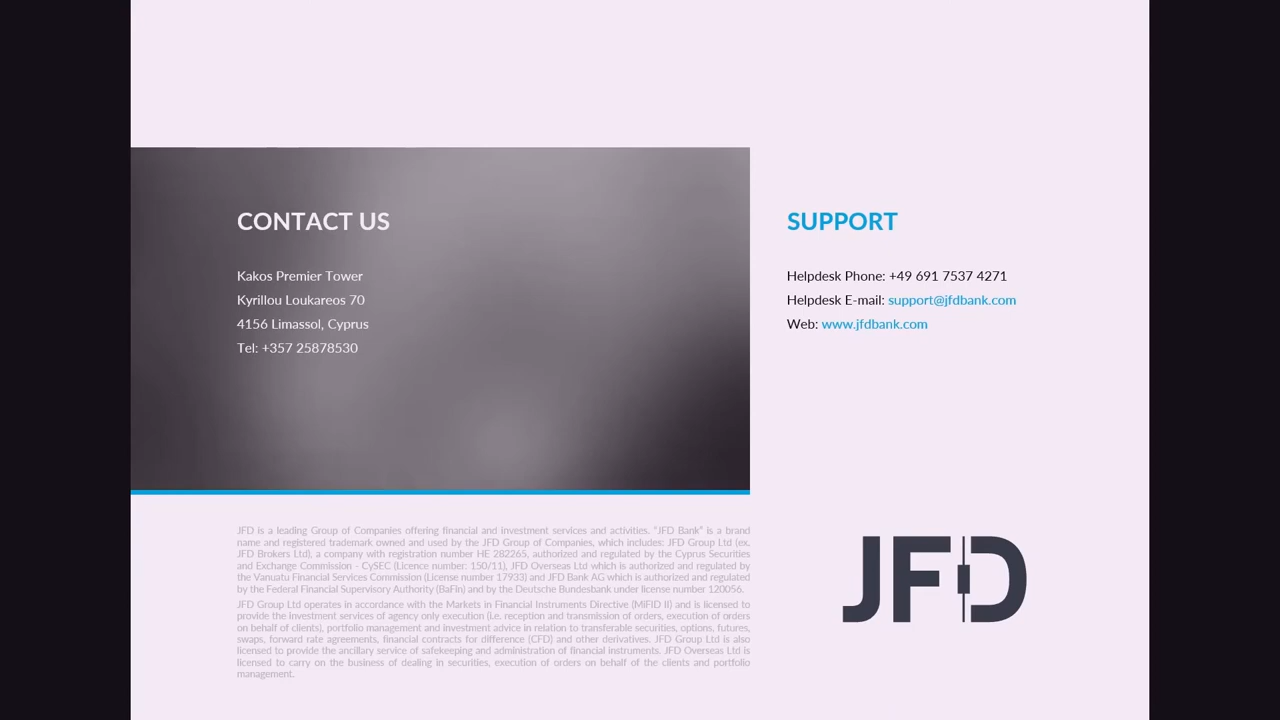 CONTACT US
Kakos Premier Tower
Kyrillou Loukareos 70
4156 Limassol, Cyprus
Tel: +357 25878530
SUPPORT
Helpdesk Phone: +49 691 7537 4271
Helpdesk E-mail: support@jfdbank.com
Web: www.jfdbank.com
JFD is a leading Group of Companies offering financial and investment services and activities. “JFD Bank” is a brand
name and registered trademark owned and used by the JFD Group of Companies, which includes: JFD Group Ltd (ex.
JFD Brokers Ltd), a company with registration number HE 282265, authorized and regulated by the Cyprus Securities
and Exchange Commission - CySEC (Licence number: 150/11), JFD Overseas Ltd which is authorized and regulated by
the Vanuatu Financial Services Commission (License number 17933) and JFD Bank AG which is authorized and regulated
by the Federal Financial Supervisory Authority (BaFin) and by the Deutsche Bundesbank under license number 120056.
JFD Group Ltd operates in accordance with the Markets in Financial Instruments Directive (MiFID II) and is licensed to
provide the investment services of agency only execution (i.e. reception and transmission of orders, execution of orders
on behalf of clients), portfolio management and investment advice in relation to transferable securities, options, futures,
swaps, forward rate agreements, financial contracts for difference (CFD) and other derivatives. JFD Group Ltd is also
licensed to provide the ancillary service of safekeeping and administration of financial instruments. JFD Overseas Ltd is
licensed to carry on the business of dealing in securities, execution of orders on behalf of the clients and portfolio
management.
JFD